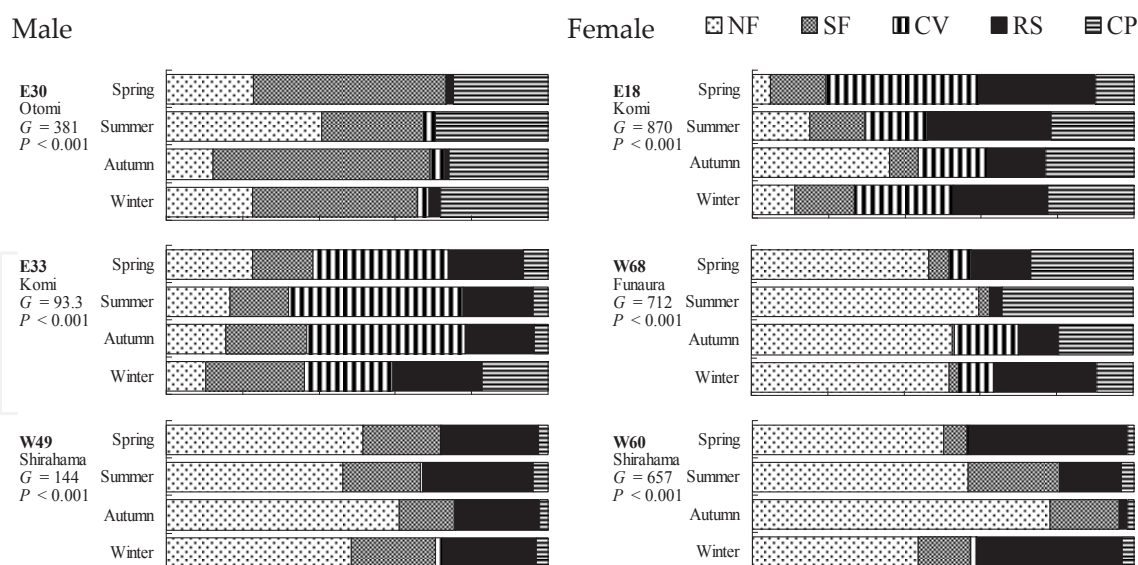 Male
Female NF SF CV RS CP
E30
Otomi
G = 381
P < 0.001
Spring
Summer
Autumn
Winter
E33
Komi
G = 93.3
P < 0.001
Spring
Summer
Autumn
Winter
W49
Shirahama
G = 144
P < 0.001
Spring
Summer
Autumn
Winter
E18
Komi
G = 870
P < 0.001
Spring
Summer
Autumn
Winter
W68
Funaura
G = 712
P < 0.001
Spring
Summer
Autumn
Winter
W60
Shirahama
G = 657
P < 0.001
Spring
Summer
Autumn
Winter